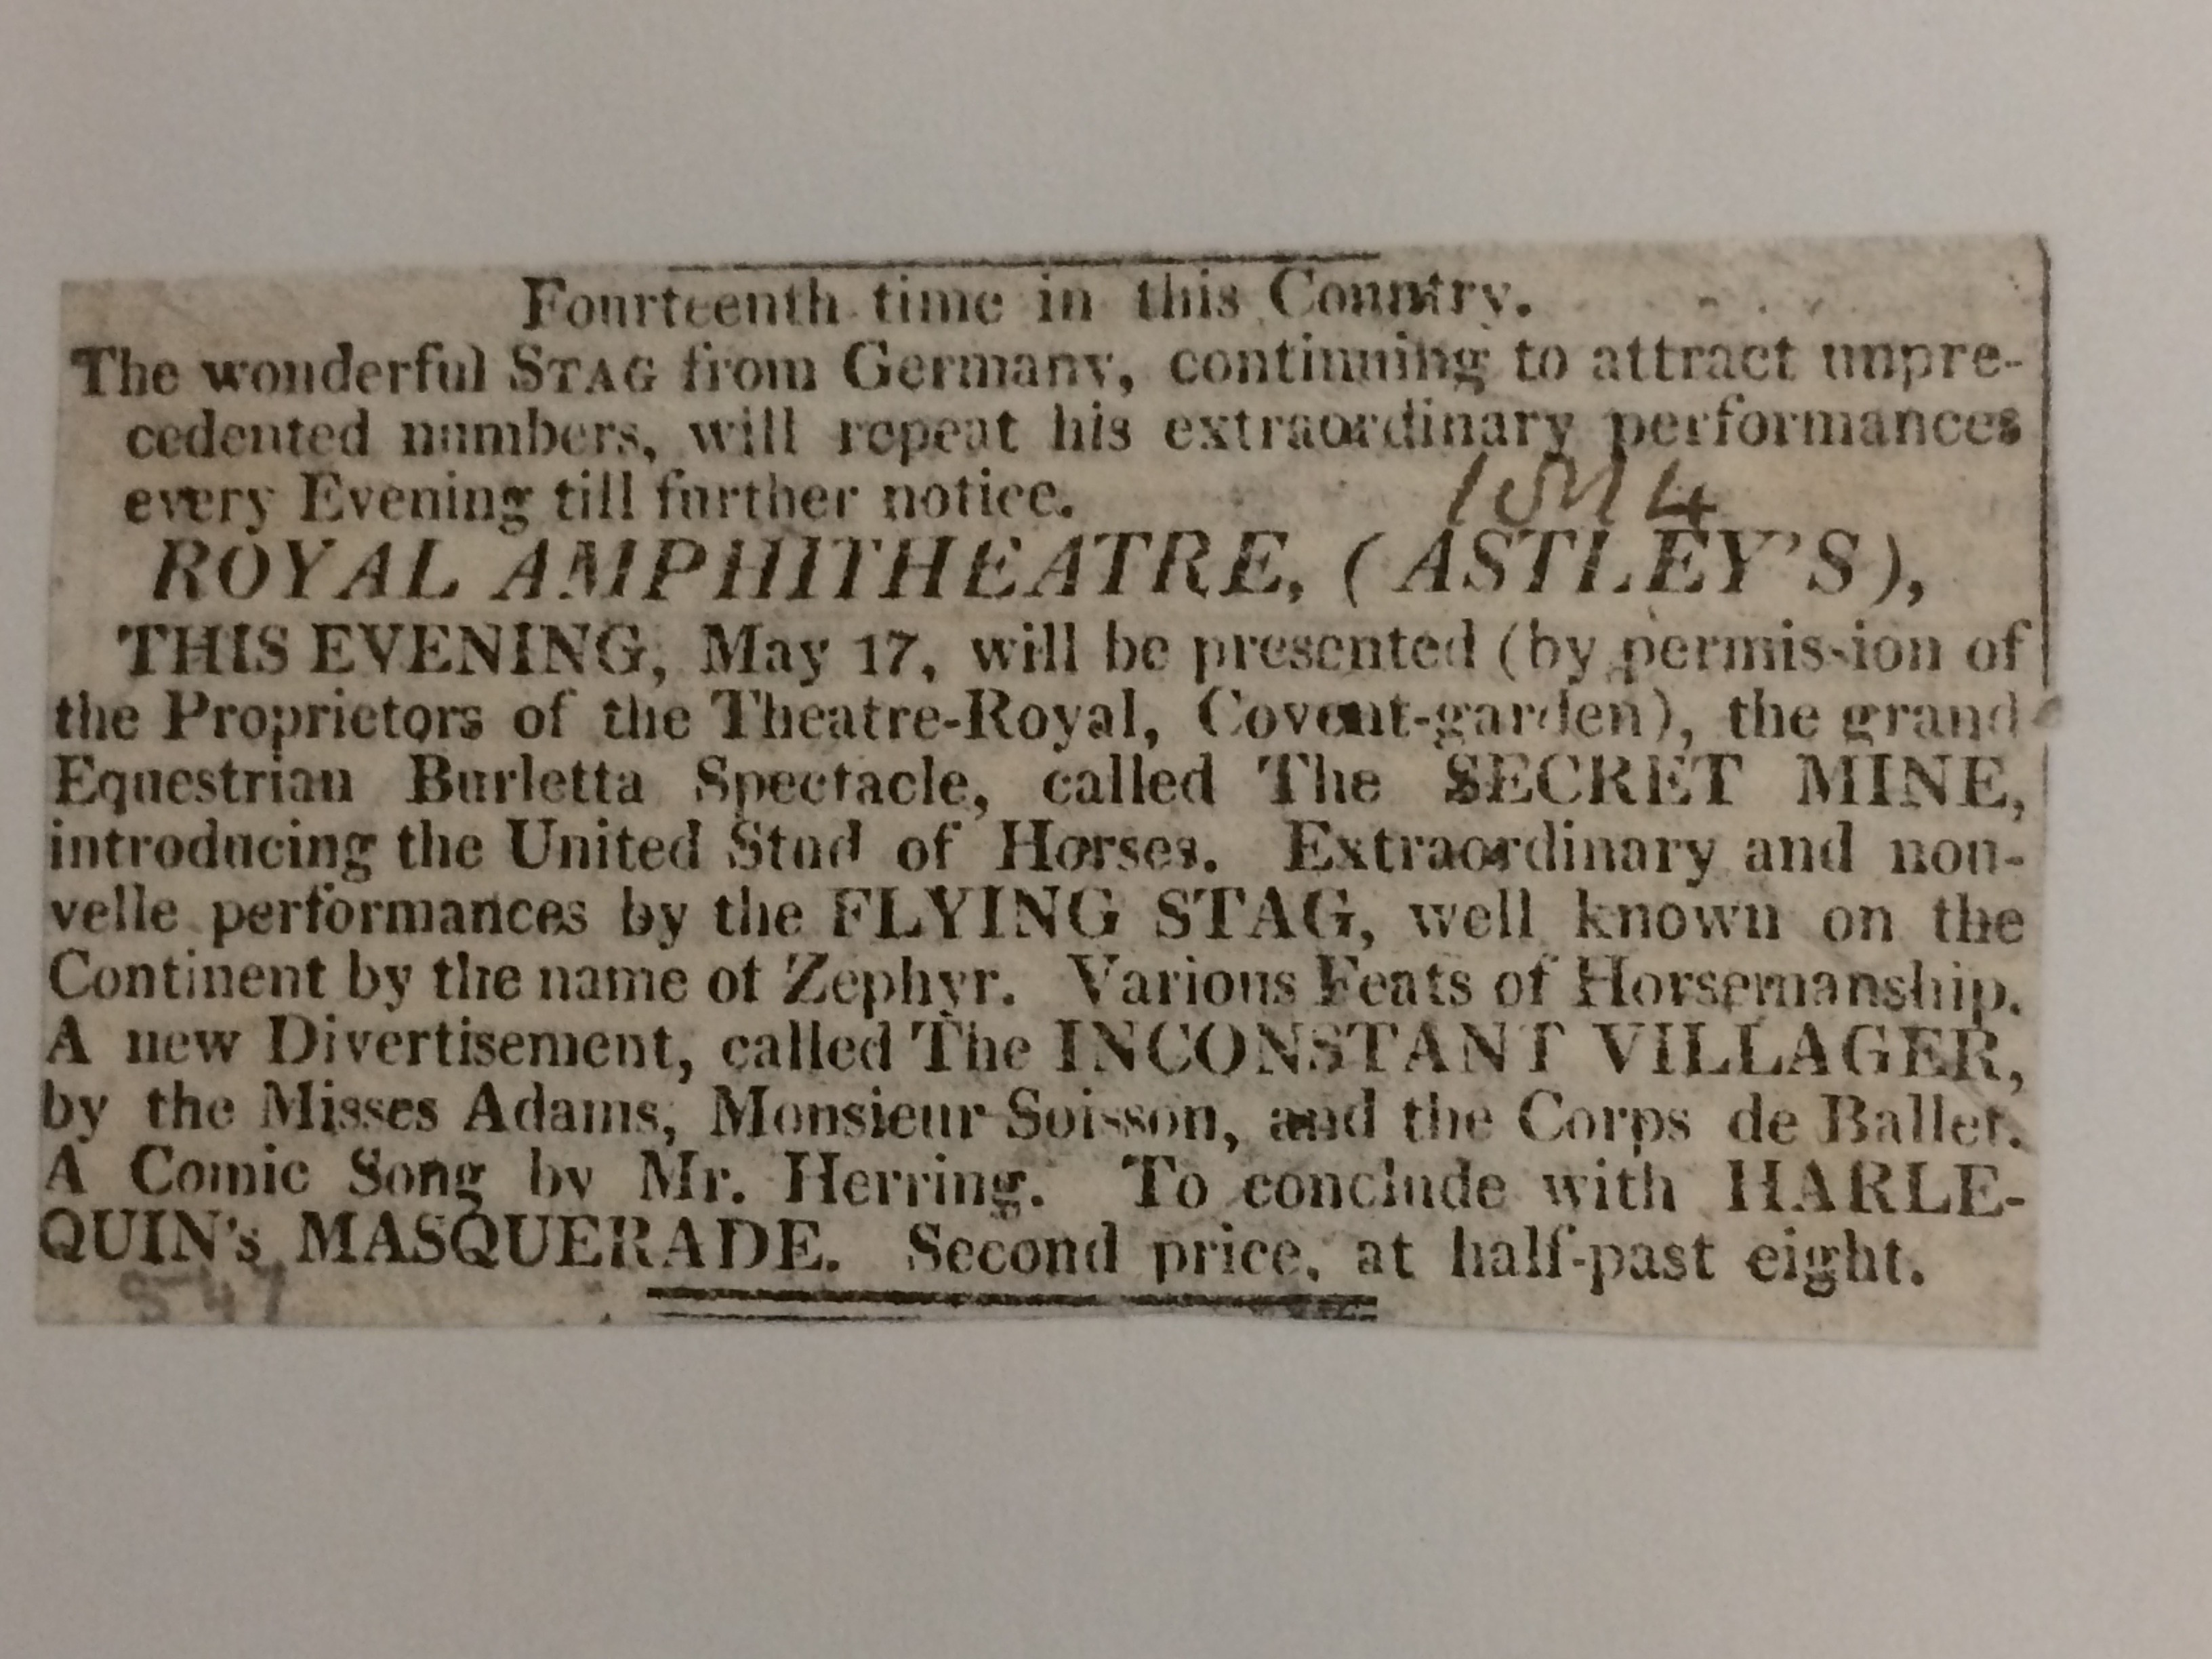 Fourteenth time in this Country.
The wonderful STAG from Germany, continuing to attract unpre-
cedented numbers, will repeat his extraordinary performances
every Evening till further notice.
ROYAL AMPHITHEATRE, (ASTLEY'S),
THIS EVENING, May 17, will be presented (by permission of
the Proprietors of the Theatre-Royal, Covent-garden), the grand
Equestrian Burletta Spectacle, called The SECRET MINE,
introducing the United Stud of Horses. Extraordinary and nou-
velle performances by the FLYING STAG, well known on the
Continent by the name of Zephyr. Various Feats of Horsemanship.
A new Divertisement, called The INCONSTANT VILLAGER,
by the Misses Adams, Monsieur Soisson, and the Corps de Ballet.
A Comic Song by Mr. Herring. To conclude with HARLE-
QUIN's MASQUERADE. Second price, at half-past eight.